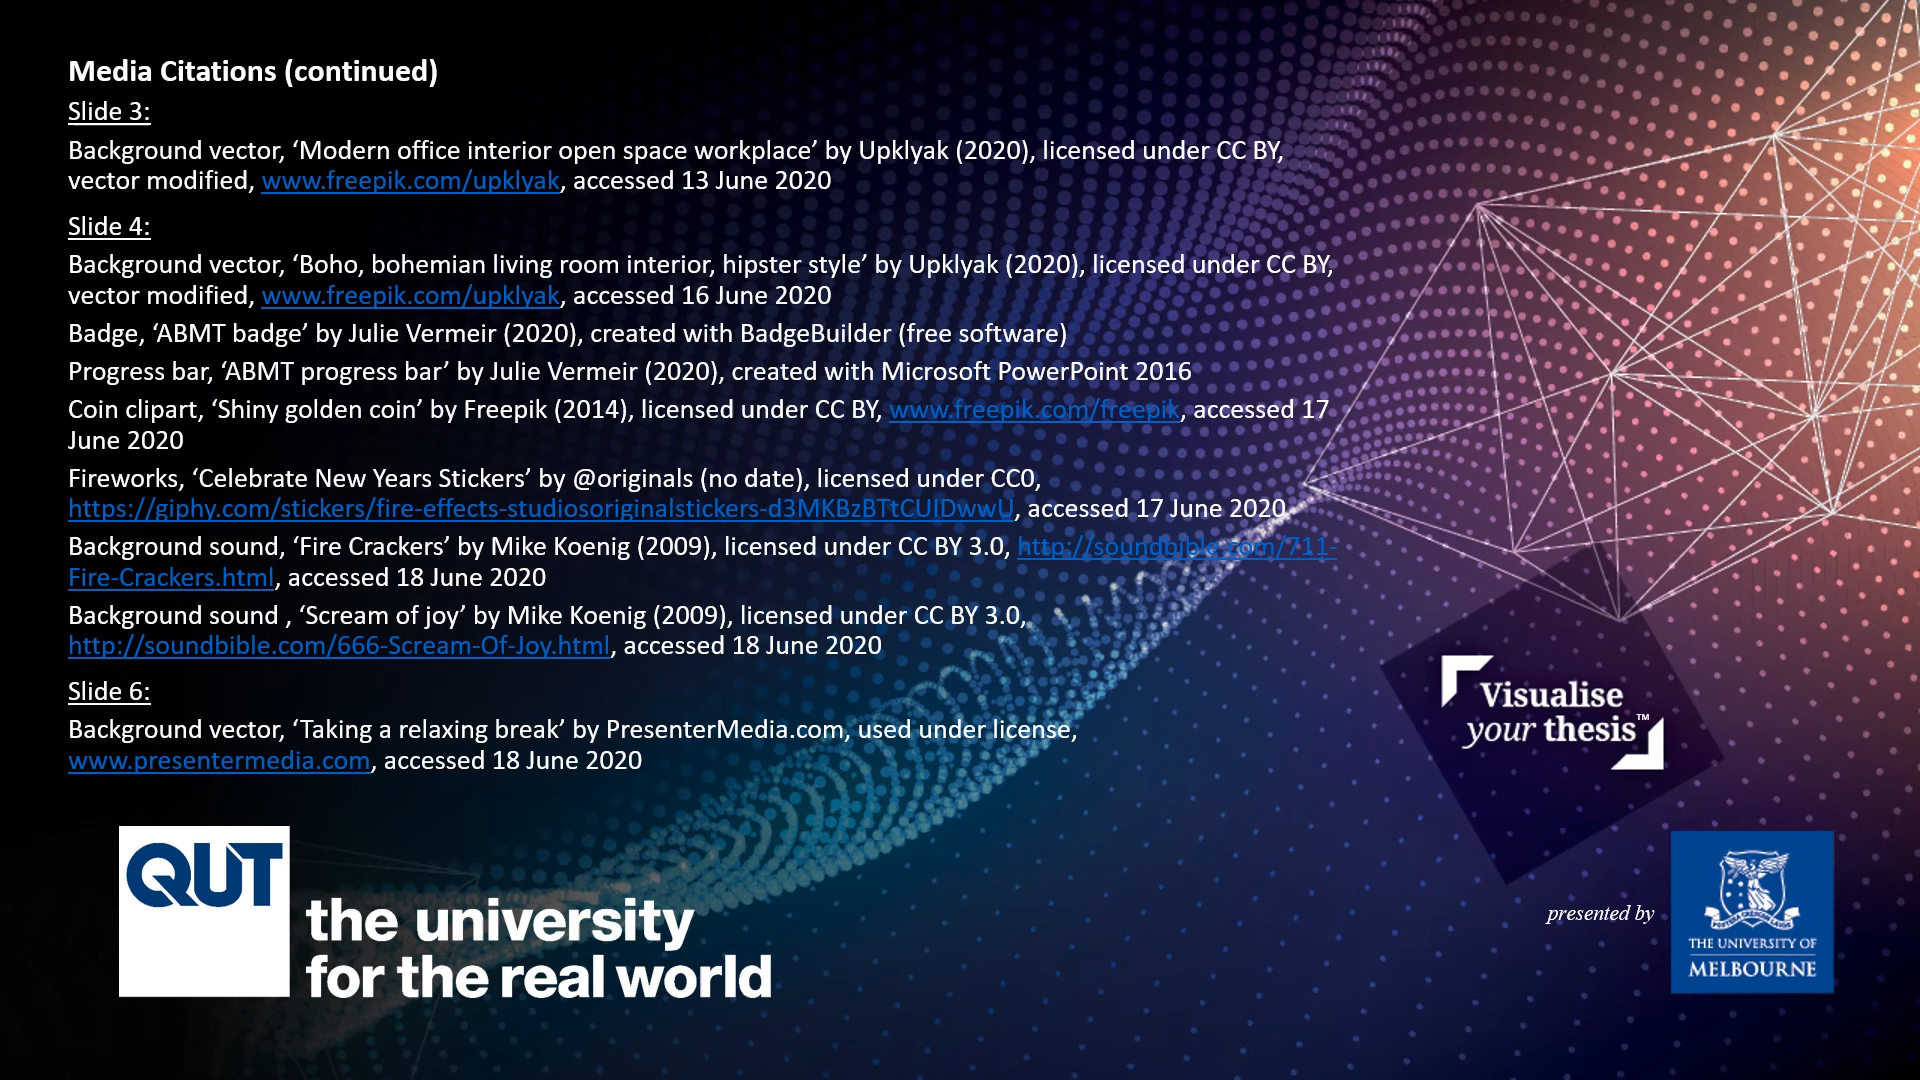 Media Citations (continued)
Slide 3:
Background vector, ‘Modern office interior open space workplace’ by Upklyak (2020), licensed under CC BY,
vector modified, www.freepik.com/upklyak, accessed 13 June 2020
Slide 4:
Background vector, ‘Boho, bohemian living room interior, hipster style’ by Upklyak (2020), licensed under CC BY,
vector modified, www.freepik.com/upklyak, accessed 16 June 2020
Badge, ‘ABMT badge’ by Julie Vermeir (2020), created with BadgeBuilder (free software)
Progress bar, ‘ABMT progress bar’ by Julie Vermeir (2020), created with Microsoft PowerPoint 2016
Coin clipart, ‘Shiny golden coin’ by Freepik (2014), licensed under CC BY, www.freepik.com/freepik, accessed 17
June 2020
Fireworks, ‘Celebrate New Years Stickers’ by @originals (no date), licensed under CC0,
https://giphy.com/stickers/fire-effects-studiosoriginalstickers-d3MKBzBTtCUIDwwU, accessed 17 June 2020
Background sound, ‘Fire Crackers’ by Mike Koenig (2009), licensed under CC BY 3.0, http://soundbible.com/711-
Fire-Crackers.html, accessed 18 June 2020
Background sound , ‘Scream of joy’ by Mike Koenig (2009), licensed under CC BY 3.0,
http://soundbible.com/666-Scream-Of-Joy.html, accessed 18 June 2020
Slide 6:
Background vector, ‘Taking a relaxing break’ by PresenterMedia.com, used under license,
www.presentermedia.com, accessed 18 June 2020
Visualise
your thesis™
QUT
the university
for the real world
presented by
THE UNIVERSITY OF
MELBOURNE